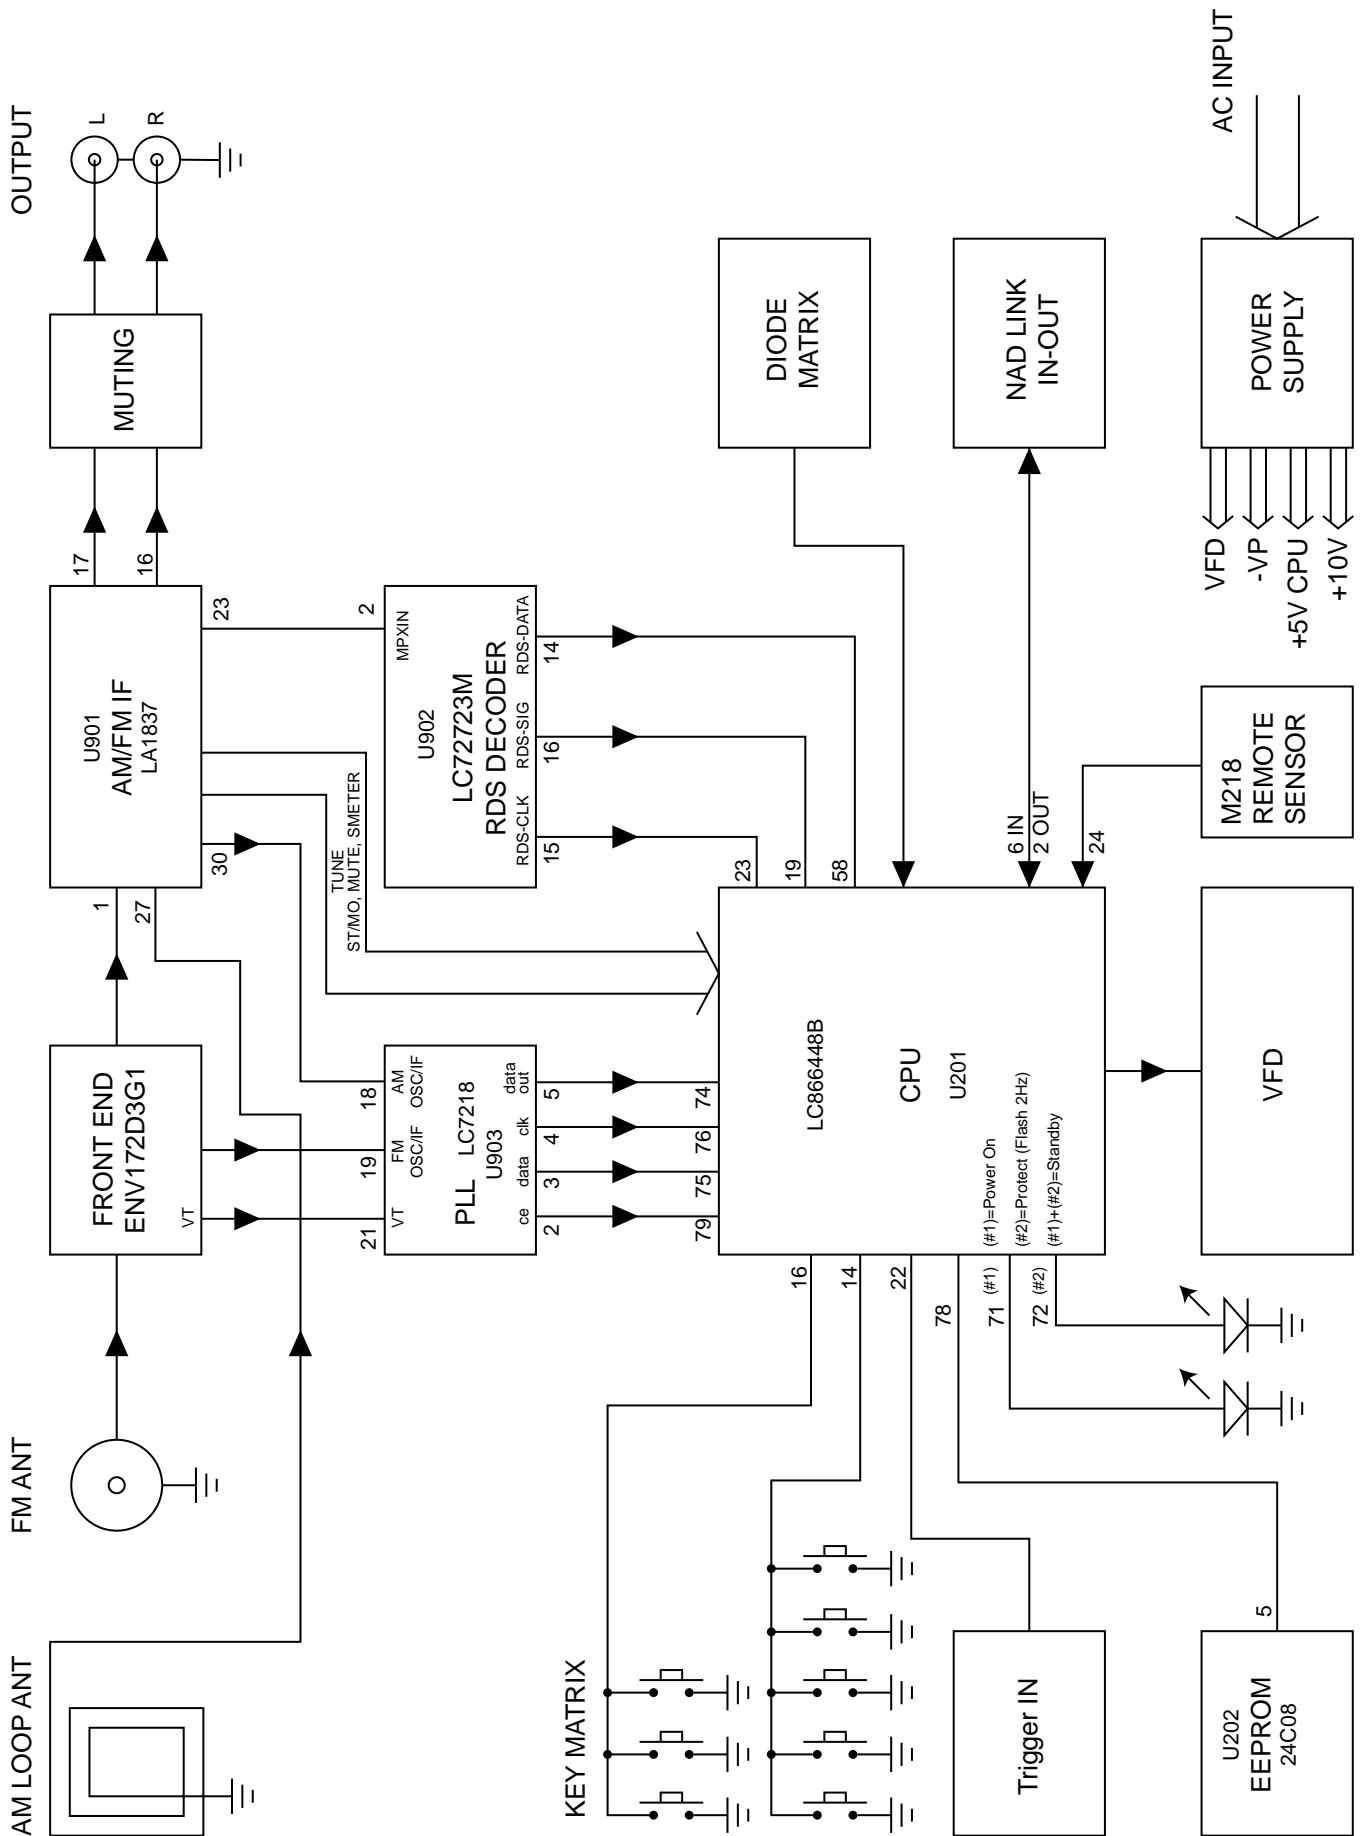 AM LOOP ANT
FM ANT
OUTPUT
L
R
FRONT END
ENV172D3G1
VT
1
27
U901
AM/FM IF
LA1837
17
16
30
23
MUTING
TUNE
ST/MO, MUTE, SMETER
21
19
18
VT
FM
OSC/IF
AM
OSC/IF
PLL LC7218
U903
ce
data
clk
data
out
2
3
4
5
2
MPXIN
U902
LC72723M
RDS DECODER
RDS-CLK
RDS-SIG
RDS-DATA
15
16
14
KEY MATRIX
79
75
76
74
23
19
58
16
14
22
78
71 (#1)
72 (#2)
LC866448B
CPU
U201
(#1)=Power On
(#2)=Protect (Flash 2Hz)
(#1)+(#2)=Standby
6 IN
2 OUT
24
DIODE
MATRIX
NAD LINK
IN-OUT
Trigger IN
5
U202
EEPROM
24C08
VFD
M218
REMOTE
SENSOR
VFD
-VP
+5V CPU
+10V
POWER
SUPPLY
AC INPUT